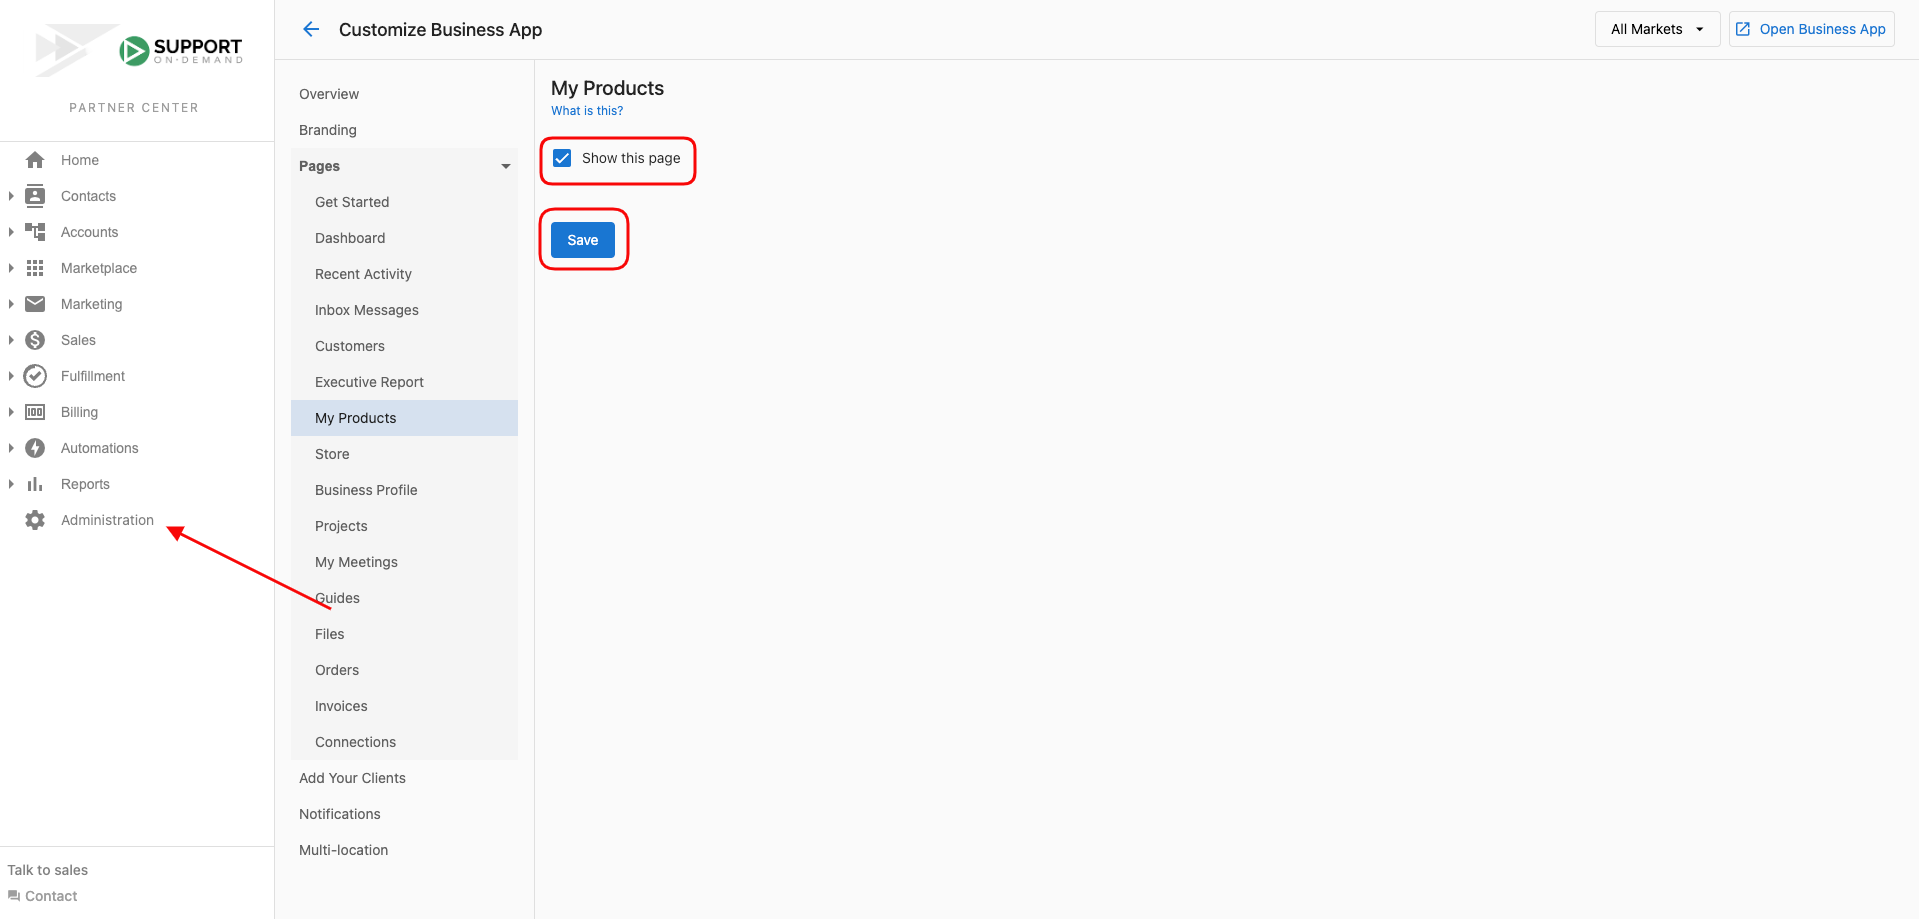 SUPPORT
ON·DEMAND
PARTNER CENTER
Home
Contacts
Accounts
Marketplace
Marketing
Sales
Fulfillment
Billing
Automations
Reports
Administration
Talk to sales
Contact
Customize Business App
All Markets
Open Business App
Overview
Branding
Pages
Get Started
Dashboard
Recent Activity
Inbox Messages
Customers
Executive Report
My Products
Store
Business Profile
Projects
My Meetings
Guides
Files
Orders
Invoices
Connections
Add Your Clients
Notifications
Multi-location
My Products
What is this?
Show this page
Save